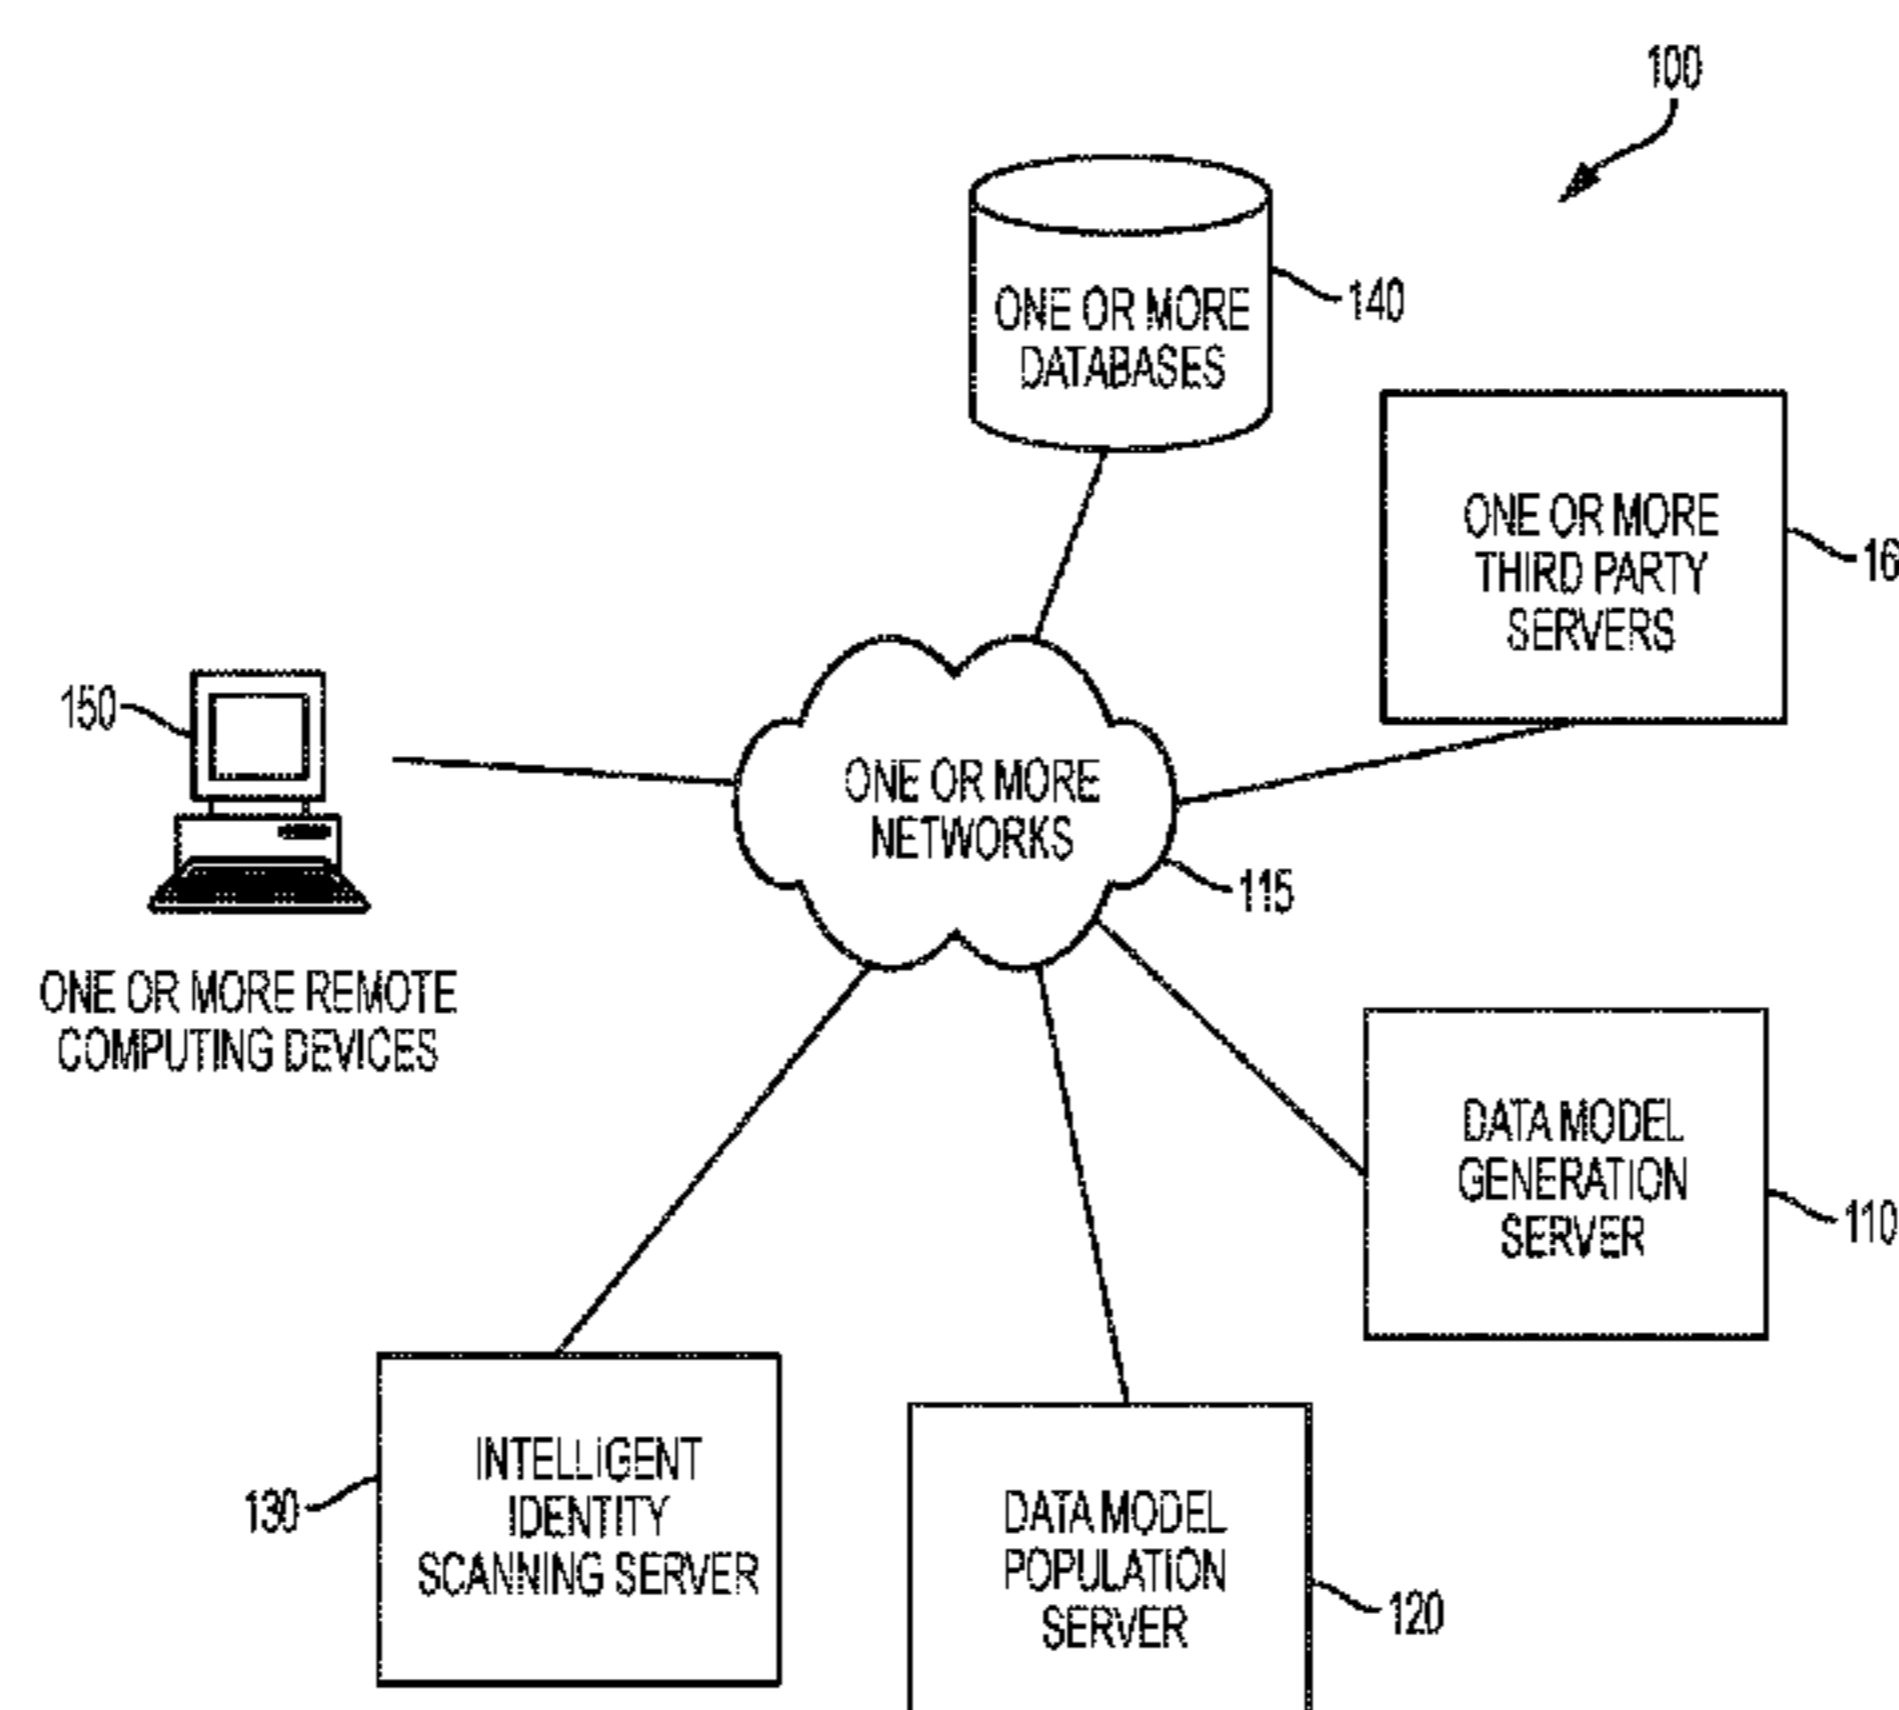 100
ONE OR MORE
DATABASES
140
ONE OR MORE
THIRD PARTY
SERVERS
16
150
ONE OR MORE
NETWORKS
115
ONE OR MORE REMOTE
COMPUTING DEVICES
DATA MODEL
GENERATION
SERVER
110
INTELLIGENT
IDENTITY
SCANNING SERVER
130
DATA MODEL
POPULATION
SERVER
120